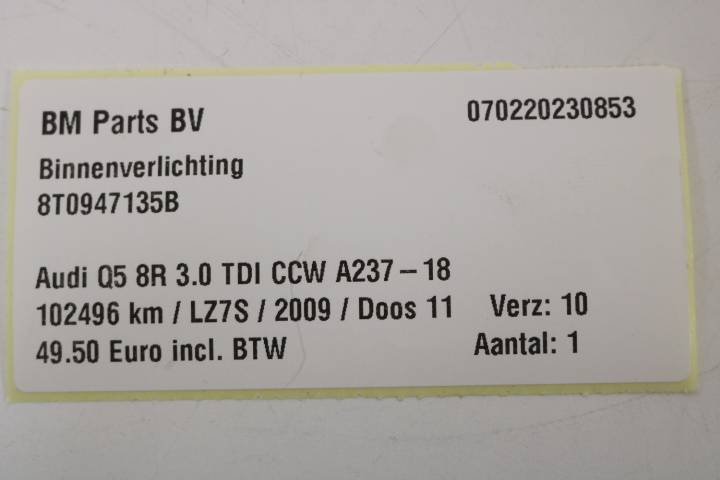 BM Parts BV 070220230853
Binnenverlichting
8T0947135B
Audi Q5 8R 3.0 TDI CCW A237-18
102496 km / LZ7S / 2009 / Doos 11 Verz: 10
49.50 Euro incl. BTW Aantal: 1